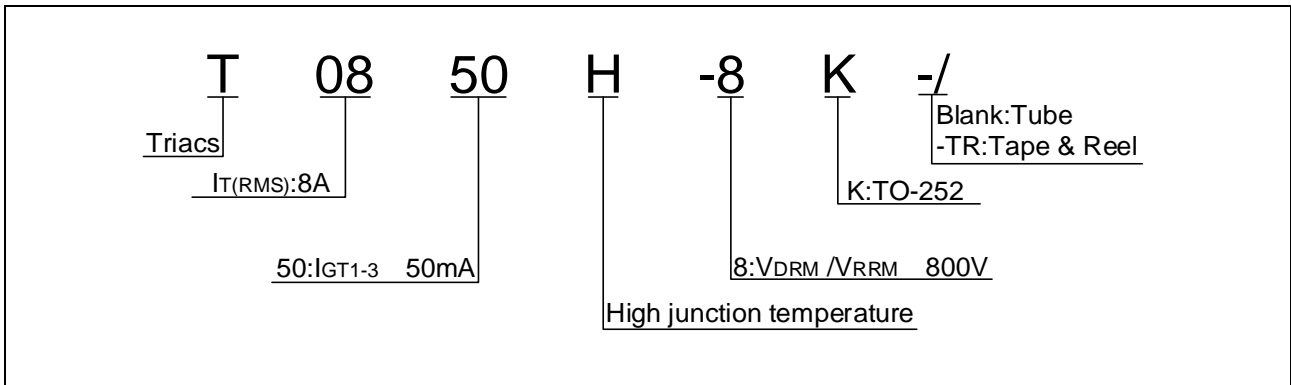 T 08 50 H -8 K -/
Blank:Tube
Triacs
-TR:Tape & Reel
IT(RMS):8A
K:TO-252
50:IGT1-3 50mA
8:VDRM /VRRM 800V
High junction temperature